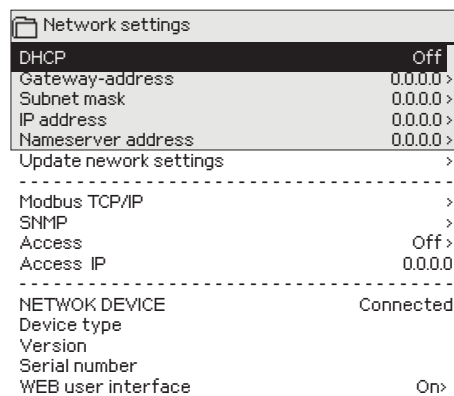 Network settings
DHCP Off
Gateway-address 0.0.0.0 >
Subnet mask 0.0.0.0 >
IP address 0.0.0.0 >
Nameserver address 0.0.0.0 >
Update nework settings >
- - - - - - - - - - - - - - - - - - - - - - - - - - - - - - - - - - -
Modbus TCP/IP >
SNMP >
Access Off >
Access IP 0.0.0.0
- - - - - - - - - - - - - - - - - - - - - - - - - - - - - - - - - - -
NETWOK DEVICE Connected
Device type
Version
Serial number
WEB user interface On>